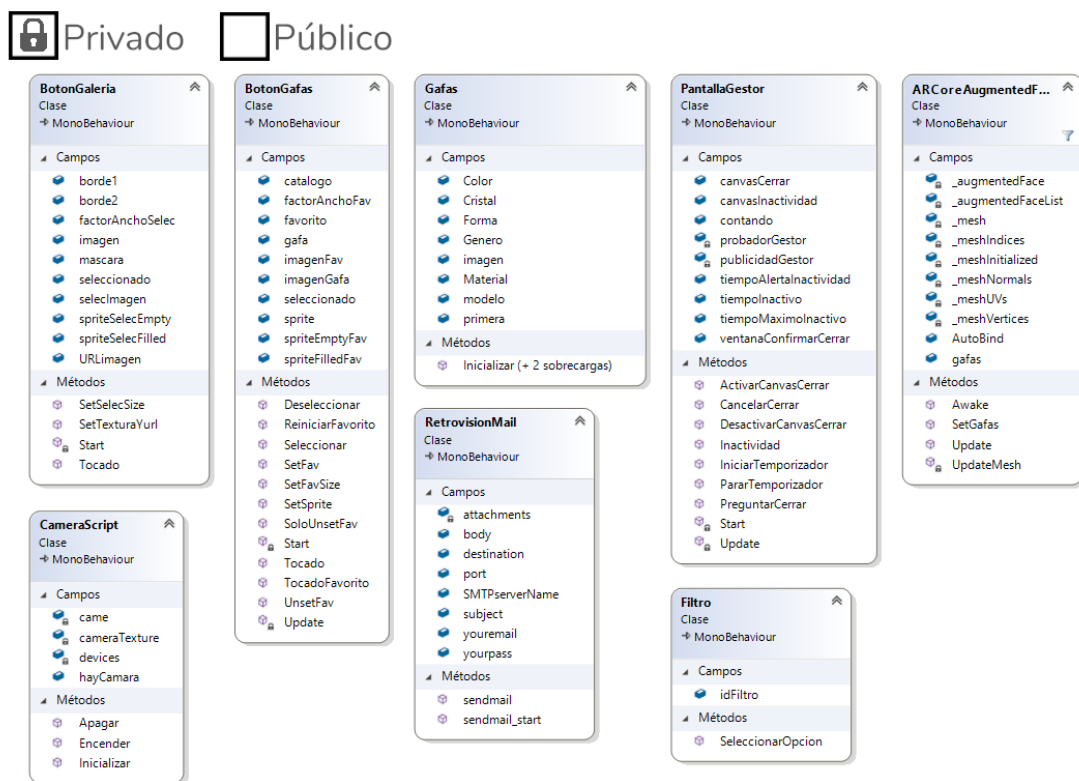 Privado
Público
BotonGaleria
Clase
MonoBehaviour
Campos
borde1
borde2
factorAnchoSelec
imagen
mascara
seleccionado
selecImagen
spriteSelecEmpty
spriteSelecFilled
URLimagen
Métodos
SetSelecSize
SetTexturaYurl
Start
Tocado
CameraScript
Clase
MonoBehaviour
Campos
came
cameraTexture
devices
hayCamara
Métodos
Apagar
Encender
Inicializar
BotonGafas
Clase
MonoBehaviour
Campos
catalogo
factorAnchoFav
favorito
gafa
imagenFav
imagenGafa
seleccionado
sprite
spriteEmptyFav
spriteFilledFav
Métodos
Deseleccionar
ReiniciarFavorito
Seleccionar
SetFav
SetFavSize
SetSprite
SoloUnsetFav
Start
Tocado
TocadoFavorito
UnsetFav
Update
Gafas
Clase
MonoBehaviour
Campos
Color
Cristal
Forma
Genero
imagen
Material
modelo
primera
Métodos
Inicializar (+ 2 sobrecargas)
RetrovisionMail
Clase
MonoBehaviour
Campos
attachments
body
destination
port
SMTPserverName
subject
youremail
yourpass
Métodos
sendmail
sendmail_start
PantallaGestor
Clase
MonoBehaviour
Campos
canvasCerrar
canvasInactividad
contando
probadorGestor
publicidadGestor
tiempoAlertaInactividad
tiempoInactivo
tiempoMaximoInactivo
ventanaConfirmarCerrar
Métodos
ActivarCanvasCerrar
CancelarCerrar
DesactivarCanvasCerrar
Inactividad
IniciarTemporizador
PararTemporizador
PreguntarCerrar
Start
Update
Filtro
Clase
MonoBehaviour
Campos
idFiltro
Métodos
SeleccionarOpcion
ARCoreAugmentedF...
Clase
MonoBehaviour
Campos
_augmentedFace
_augmentedFaceList
_mesh
_meshIndices
_meshInitialized
_meshNormals
_meshUVs
_meshVertices
AutoBind
gafas
Métodos
Awake
SetGafas
Update
UpdateMesh